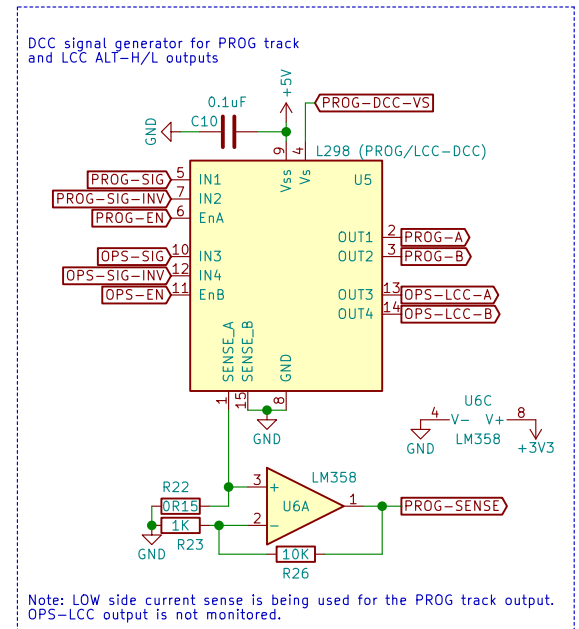 DCC signal generator for PROG track
and LCC ALT-H/L outputs
+5V
0.1uF
PROG-DCC-VS
C10
GND
L298 (PROG/LCC-DCC)
9
4
Vss
Vs
U5
PROG-SIG 5 IN1
PROG-SIG-INV 7 IN2
PROG-EN 6 EnA
OUT1 2 PROG-A
OUT2 3 PROG-B
OPS-SIG 10 IN3
OPS-SIG-INV 12 IN4
OPS-EN 11 EnB
OUT3 13 OPS-LCC-A
OUT4 14 OPS-LCC-B
SENSE_A
SENSE_B
GND
1
15
8
GND
U6C
4 V- V+ 8
LM358
GND
+3V3
LM358
R22
0R15
3 +
U6A
1 PROG-SENSE
1K
2 −
R23
GND
10K
R26
Note: LOW side current sense is being used for the PROG track output.
OPS-LCC output is not monitored.